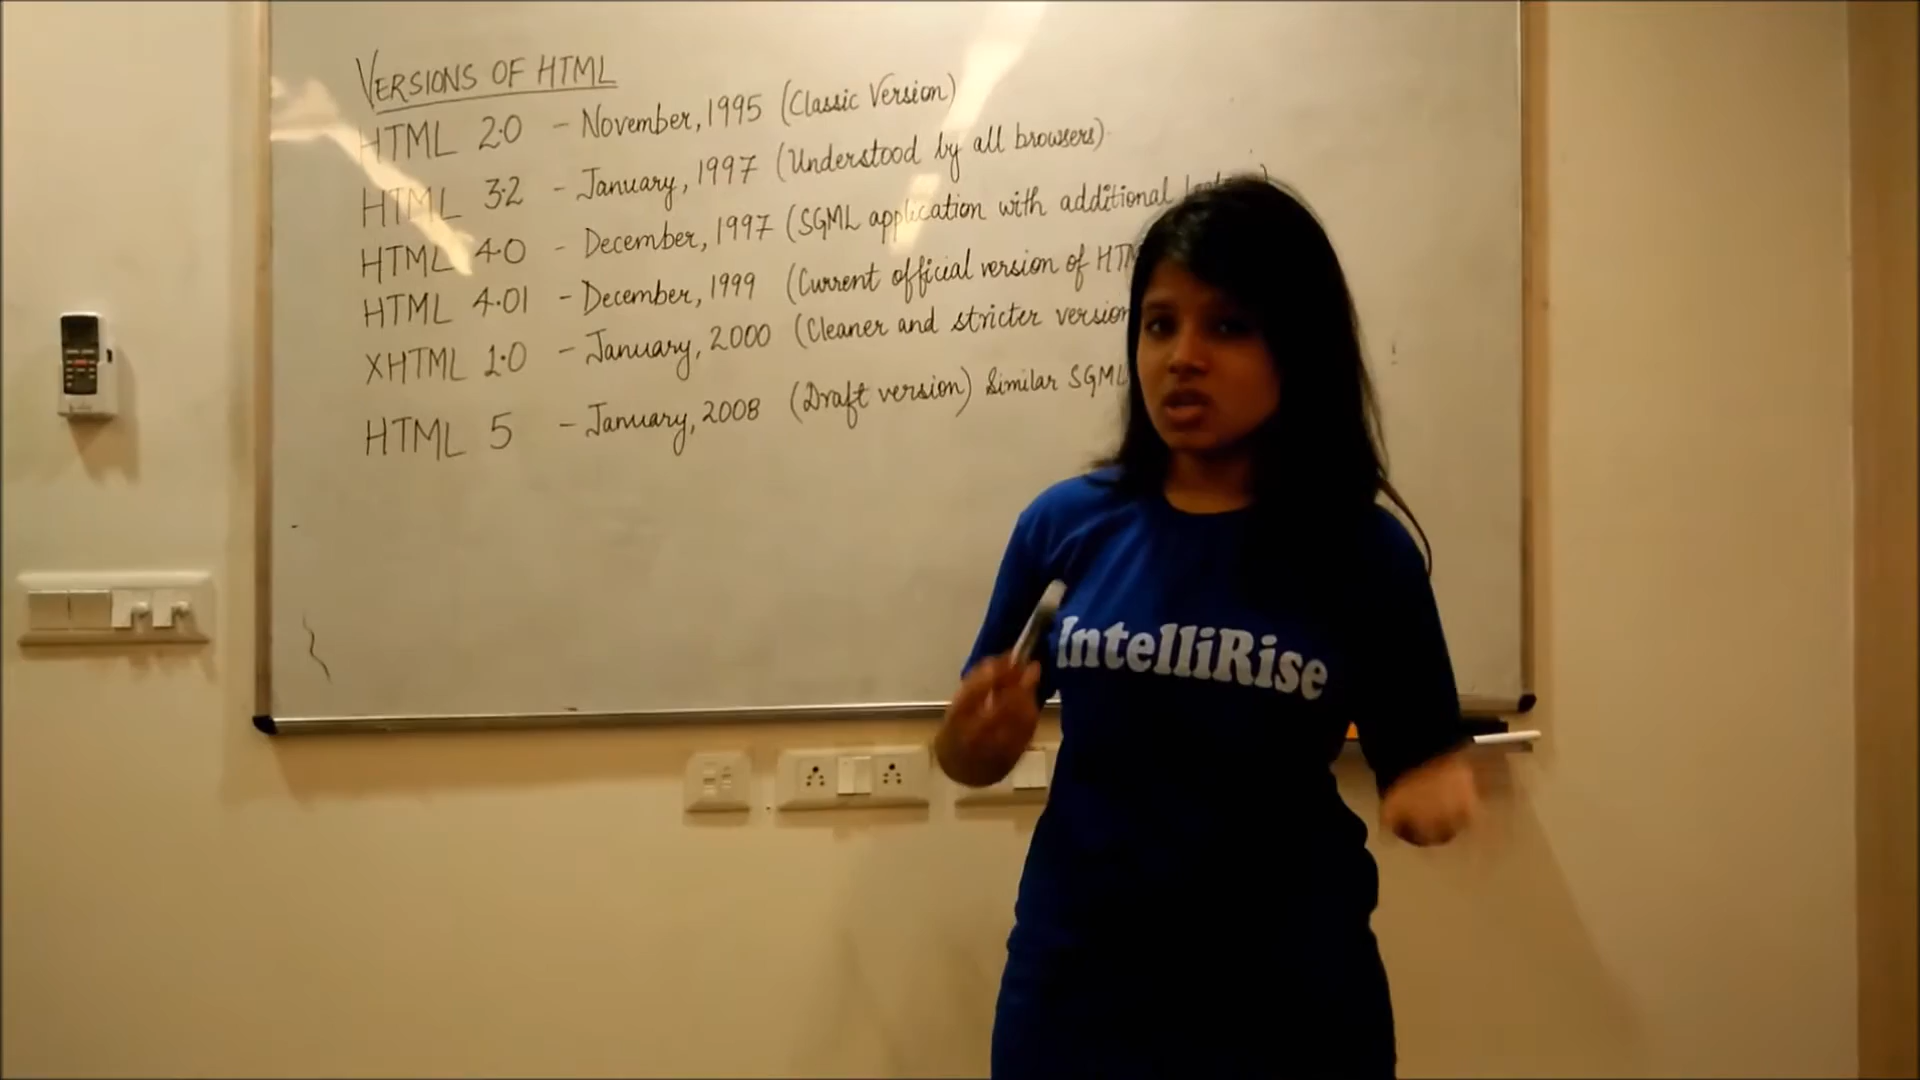 VERSIONS OF HTML
HTML 2.0 - November, 1995 (Classic Version)
HTML 3.2 - January, 1997 (Understood by all browsers)
HTML 4.0 - December, 1997 (SGML application with additional
HTML 4.01 - December, 1999 (Current official version of
XHTML 1.0 - January, 2000 (Cleaner and stricter version
HTML 5 - January, 2008 (Draft version) Similar SGML
IntelliRise